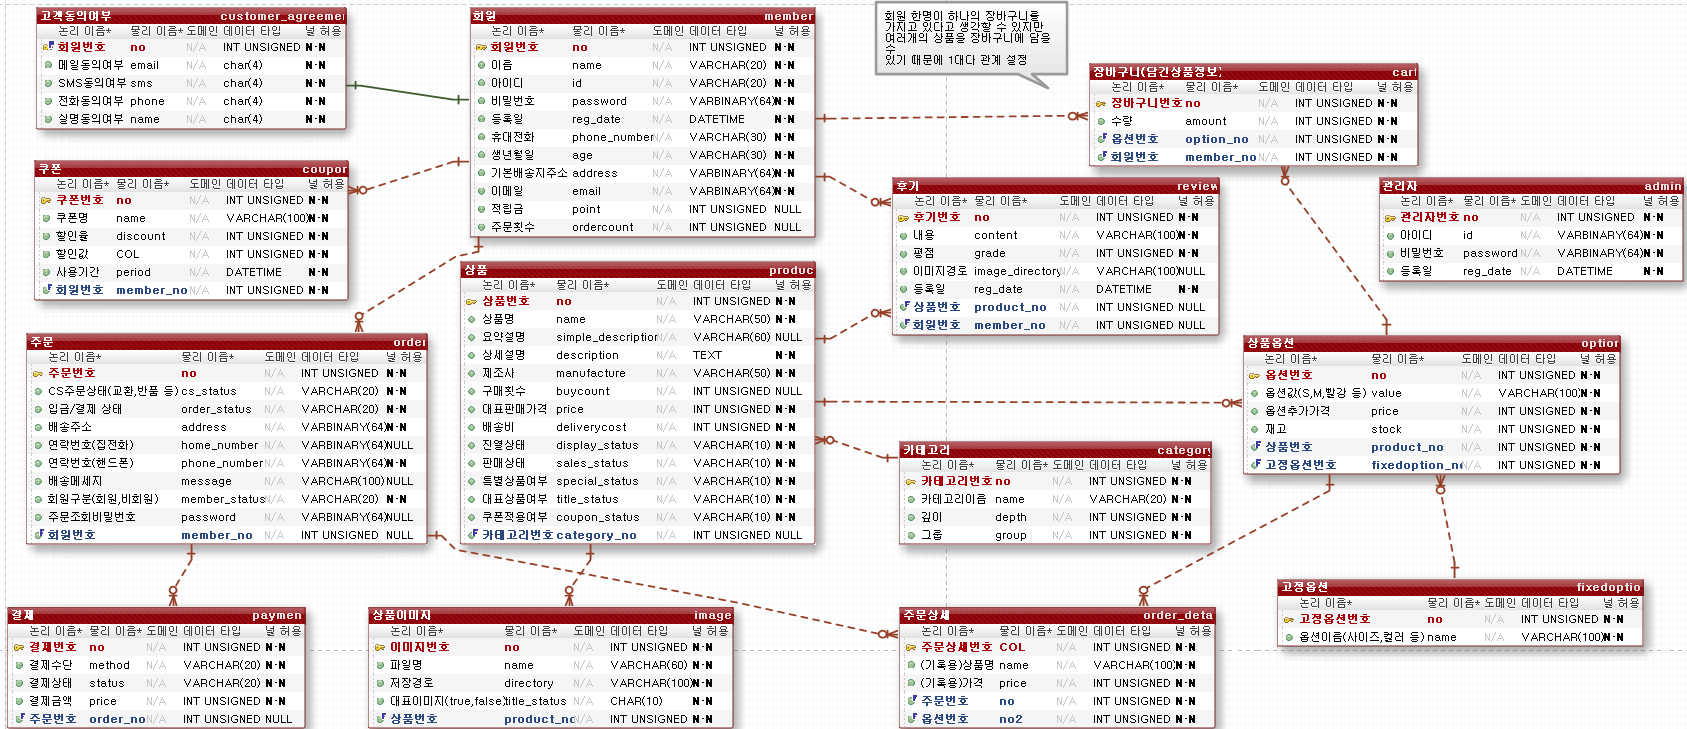 고객동의여부 customer_agreemer
논리 이름* 물리 이름* 도메인 데이터 타입 널 허용
회원번호 no N/A INT UNSIGNED N-N
메일동의여부 email N/A char(4) N-N
SMS동의여부 sms N/A char(4) N-N
전화동의여부 phone N/A char(4) N-N
실명동의여부 name N/A char(4) N-N
회원 member
논리 이름* 물리 이름* 도메인 데이터 타입 널 허용
회원번호 no N/A INT UNSIGNED N-N
이름 name N/A VARCHAR(20) N-N
아이디 id N/A VARCHAR(20) N-N
비밀번호 password N/A VARBINARY(64) N-N
등록일 reg_date N/A DATETIME N-N
휴대전화 phone_number N/A VARCHAR(30) N-N
생년월일 age N/A VARCHAR(30) N-N
기본배송지주소 address N/A VARBINARY(64) N-N
이메일 email N/A VARBINARY(64) N-N
적립금 point N/A INT UNSIGNED NULL
주문횟수 ordercount N/A INT UNSIGNED NULL
회원 한명이 하나의 장바구니를
가지고 있다고 생각할 수 있지만
여러개의 상품을 장바구니에 담을
수
있기 때문에 1대다 관계 설정
장바구니(담긴상품정보) cart
논리 이름* 물리 이름* 도메인 데이터 타입 널 허용
장바구니번호 no N/A INT UNSIGNED N-N
수량 amount N/A INT UNSIGNED N-N
옵션번호 option_no N/A INT UNSIGNED N-N
회원번호 member_no N/A INT UNSIGNED N-N
쿠폰 coupor
논리 이름* 물리 이름* 도메인 데이터 타입 널 허용
쿠폰번호 no N/A INT UNSIGNED N-N
쿠폰명 name N/A VARCHAR(100) N-N
할인율 discount N/A INT UNSIGNED N-N
할인값 COL N/A INT UNSIGNED N-N
사용기간 period N/A DATETIME N-N
회원번호 member_no N/A INT UNSIGNED N-N
후기 review
논리 이름* 물리 이름* 도메인 데이터 타입 널 허용
후기번호 no N/A INT UNSIGNED N-N
내용 content N/A VARCHAR(100) N-N
평점 grade N/A INT UNSIGNED N-N
이미지경로 image_directory N/A VARCHAR(100) NULL
등록일 reg_date N/A DATETIME N-N
상품번호 product_no N/A INT UNSIGNED NULL
회원번호 member_no N/A INT UNSIGNED NULL
관리자 admin
논리 이름* 물리 이름* 도메인 데이터 타입 널 허용
관리자번호 no N/A INT UNSIGNED N-N
아이디 id N/A VARBINARY(64) N-N
비밀번호 password N/A VARBINARY(64) N-N
등록일 reg_date N/A DATETIME N-N
상품 produc
논리 이름* 물리 이름* 도메인 데이터 타입 널 허용
상품번호 no N/A INT UNSIGNED N-N
상품명 name N/A VARCHAR(50) N-N
요약설명 simple_description N/A VARCHAR(60) NULL
상세설명 description N/A TEXT N-N
제조사 manufacture N/A VARCHAR(50) N-N
구매횟수 buycount N/A INT UNSIGNED NULL
대표판매가격 price N/A INT UNSIGNED N-N
배송비 deliverycost N/A INT UNSIGNED N-N
진열상태 display_status N/A VARCHAR(10) N-N
판매상태 sales_status N/A VARCHAR(10) N-N
특별상품여부 special_status N/A VARCHAR(10) N-N
대표상품여부 title_status N/A VARCHAR(10) N-N
쿠폰적용여부 coupon_status N/A VARCHAR(10) N-N
카테고리번호 category_no N/A INT UNSIGNED NULL
주문 order
논리 이름* 물리 이름* 도메인 데이터 타입 널 허용
주문번호 no N/A INT UNSIGNED N-N
CS주문상태(교환,반품 등) cs_status N/A VARCHAR(20) N-N
입금/결제 상태 order_status N/A VARCHAR(20) N-N
배송주소 address N/A VARBINARY(64) N-N
연락번호(집전화) home_number N/A VARBINARY(64) NULL
연락번호(핸드폰) phone_number N/A VARBINARY(64) N-N
배송메세지 message N/A VARCHAR(100) NULL
회원구분(회원,비회원) member_status N/A VARCHAR(20) N-N
주문조회비밀번호 password N/A VARBINARY(64) NULL
회원번호 member_no N/A INT UNSIGNED NULL
상품옵션 optior
논리 이름* 물리 이름* 도메인 데이터 타입 널 허용
옵션번호 no N/A INT UNSIGNED N-N
옵션값(S,M,빨강 등) value N/A VARCHAR(100) N-N
옵션추가가격 price N/A INT UNSIGNED N-N
재고 stock N/A INT UNSIGNED N-N
상품번호 product_no N/A INT UNSIGNED N-N
고정옵션번호 fixedoption_n N/A INT UNSIGNED N-N
카테고리 category
논리 이름* 물리 이름* 도메인 데이터 타입 널 허용
카테고리번호 no N/A INT UNSIGNED N-N
카테고리이름 name N/A VARCHAR(20) N-N
깊이 depth N/A INT UNSIGNED N-N
그룹 group N/A INT UNSIGNED N-N
고정옵션 fixedoptio
논리 이름* 물리 이름* 도메인 데이터 타입 널 허용
고정옵션번호 no N/A INT UNSIGNED N-N
옵션이름(사이즈,컬러 등) name N/A VARCHAR(100) N-N
결제 paymen
논리 이름* 물리 이름* 도메인 데이터 타입 널 허용
결제번호 no N/A INT UNSIGNED N-N
결제수단 method N/A VARCHAR(20) N-N
결제상태 status N/A VARCHAR(20) N-N
결제금액 price N/A INT UNSIGNED N-N
주문번호 order_no N/A INT UNSIGNED NULL
상품이미지 image
논리 이름* 물리 이름* 도메인 데이터 타입 널 허용
이미지번호 no N/A INT UNSIGNED N-N
파일명 name N/A VARCHAR(60) N-N
저장경로 directory N/A VARCHAR(100) N-N
대표이미지(true,false) title_status N/A CHAR(10) N-N
상품번호 product_no N/A INT UNSIGNED N-N
주문상세 order_deta
논리 이름* 물리 이름* 도메인 데이터 타입 널 허용
주문상세번호 COL N/A INT UNSIGNED N-N
(기록용)상품명 name N/A VARCHAR(100) N-N
(기록용)가격 price N/A INT UNSIGNED N-N
주문번호 no N/A INT UNSIGNED N-N
옵션번호 no2 N/A INT UNSIGNED N-N